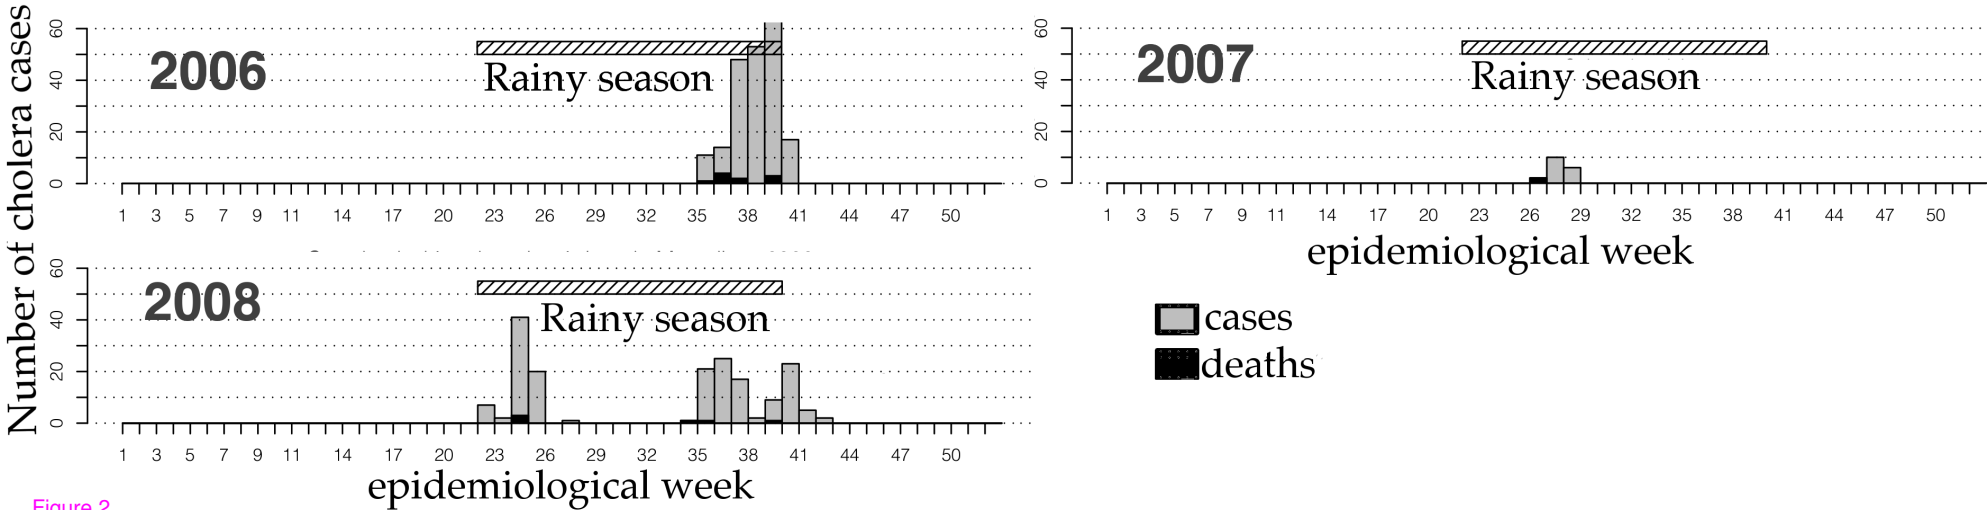 Number of cholera cases
60
40
20
0
2006
Rainy season
1 3 5 7 9 11 14 17 20 23 26 29 32 35 38 41 44 47 50
60
40
20
0
2007
Rainy season
1 3 5 7 9 11 14 17 20 23 26 29 32 35 38 41 44 47 50
epidemiological week
60
40
20
0
2008
Rainy season
1 3 5 7 9 11 14 17 20 23 26 29 32 35 38 41 44 47 50
epidemiological week
cases
deaths
Figure 2